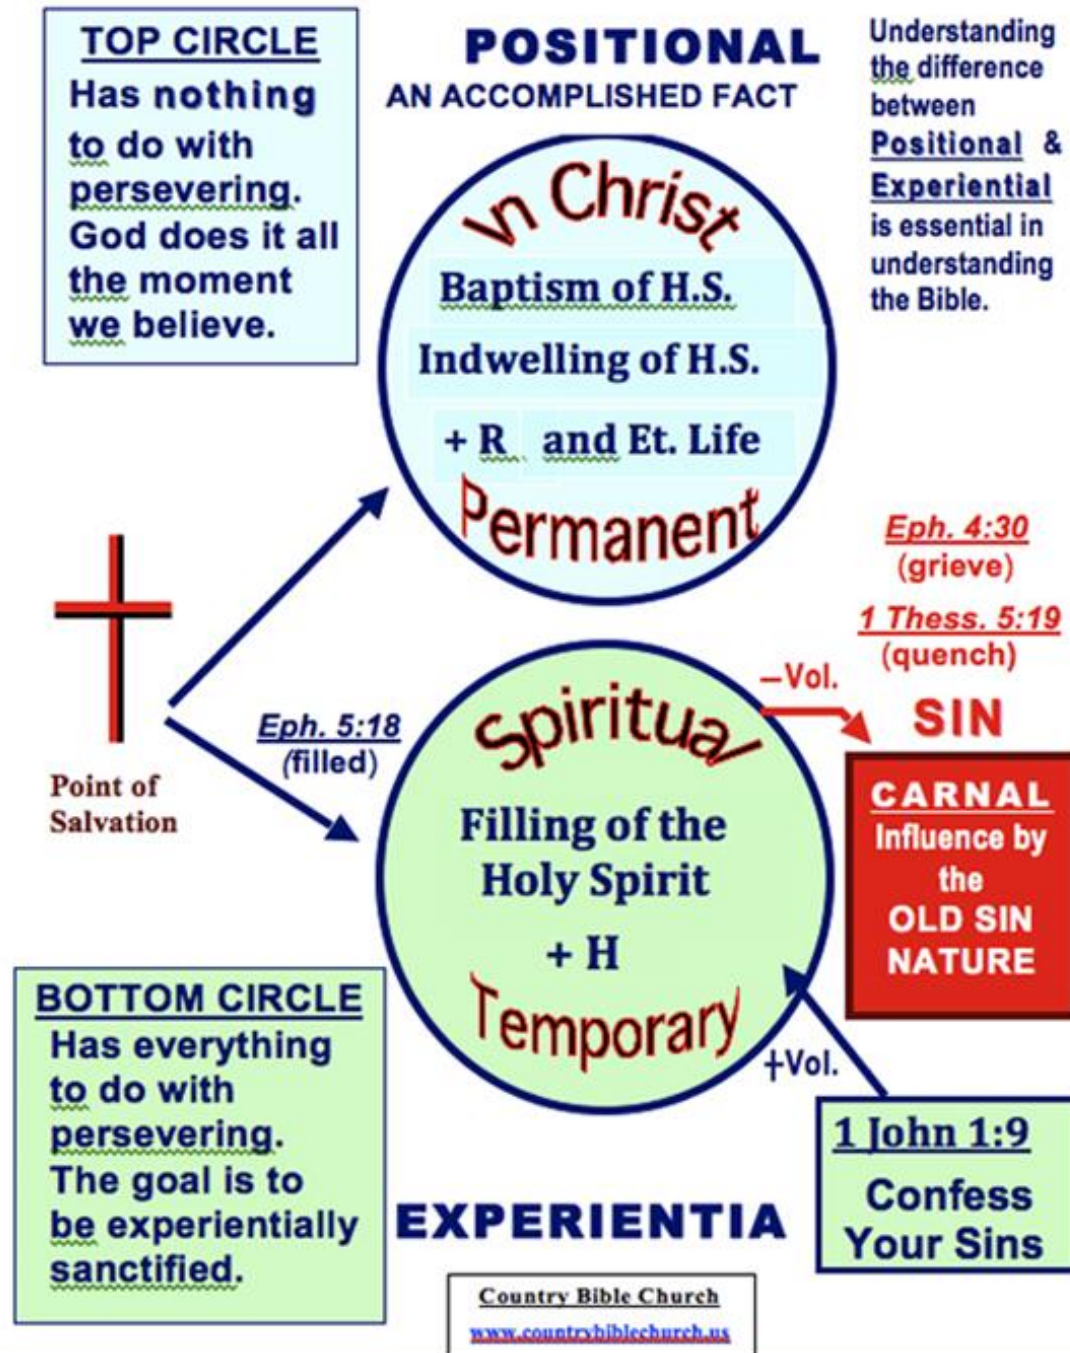 TOP CIRCLE
Has nothing
to do with
persevering.
God does it all
the moment
we believe.
POSITIONAL
AN ACCOMPLISHED FACT
Understanding
the difference
between
Positional &
Experiential
is essential in
understanding
the Bible.
In Christ
Baptism of H.S.
Indwelling of H.S.
+ R and Et. Life
Permanent
Point of
Salvation
Eph. 5:18
(filled)
Eph. 4:30
(grieve)
1 Thess. 5:19
(quench)
–Vol.
SIN
CARNAL
Influence by
the
OLD SIN
NATURE
Spiritual
Filling of the
Holy Spirit
+ H
Temporary
+Vol.
1 John 1:9
Confess
Your Sins
BOTTOM CIRCLE
Has everything
to do with
persevering.
The goal is to
be experientially
sanctified.
EXPERIENTIA
Country Bible Church
www.countrybiblechurch.us